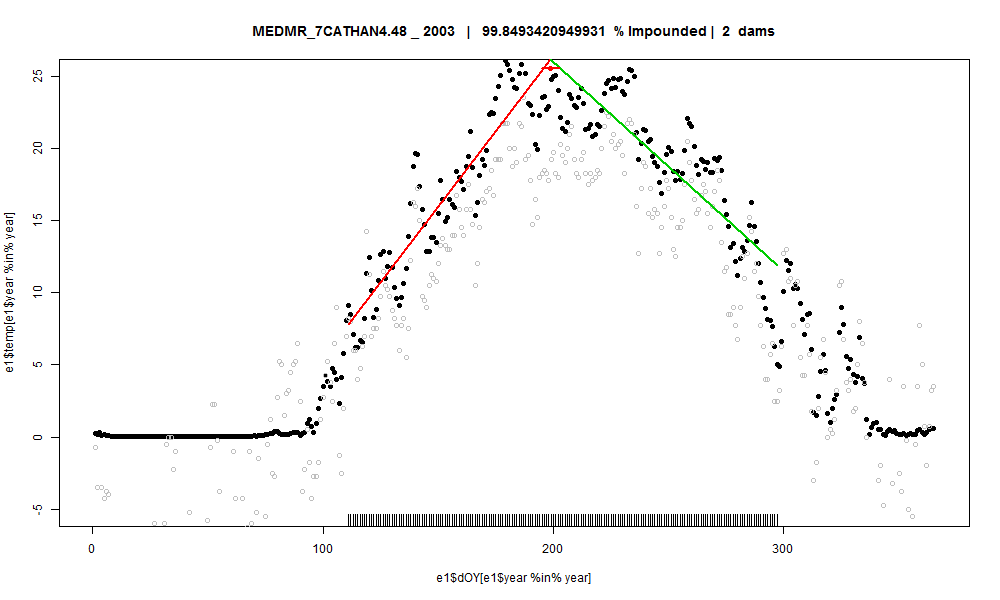 MEDMR_7CATHAN4.48 _ 2003 | 99.8493420949931 % Impounded | 2 dams
e1$temp[e1$year %in% year]
25
20
15
10
5
0
-5
0 100 200 300
e1$dOY[e1$year %in% year]